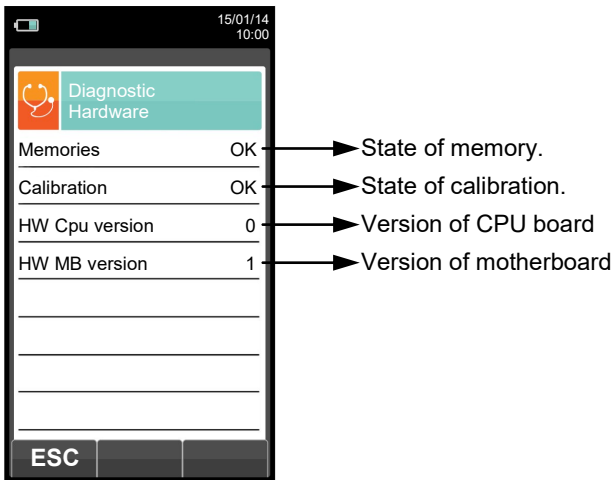 15/01/14
10:00
Diagnostic
Hardware
Memories OK State of memory.
Calibration OK State of calibration.
HW Cpu version 0 Version of CPU board
HW MB version 1 Version of motherboard
ESC